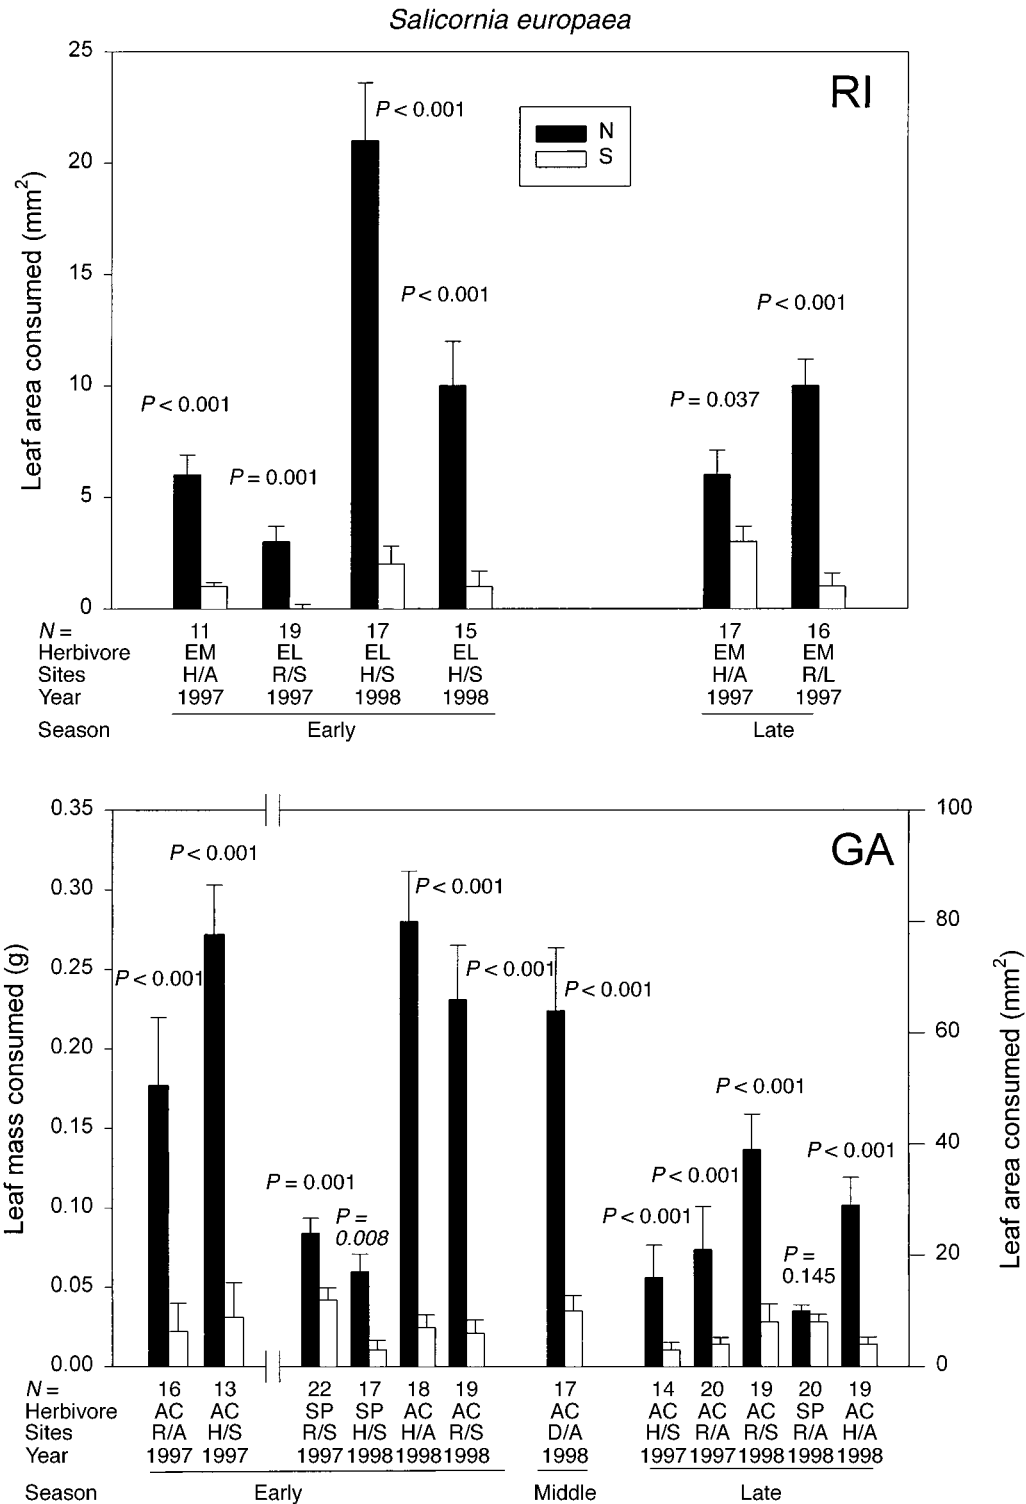 Salicornia europaea
RI
N
S
Leaf area consumed (mm2)
25
20
15
10
5
0
P < 0.001
P = 0.001
P < 0.001
P < 0.001
P = 0.037
P < 0.001
N = 11 19 17 15 17 16
Herbivore EM EL EL EL EM EM
Sites H/A R/S H/S H/S H/A R/L
Year 1997 1997 1998 1998 1997 1997
Season Early Late
GA
Leaf mass consumed (g)
0.35
0.30
0.25
0.20
0.15
0.10
0.05
0.00
Leaf area consumed (mm2)
100
80
60
40
20
0
P < 0.001
P < 0.001
P = 0.001
P =
0.008
P < 0.001
P < 0.001
P < 0.001
P < 0.001
P < 0.001
P < 0.001
P =
0.145
P < 0.001
N = 16 13 22 17 18 19 17 14 20 19 20 19
Herbivore AC AC SP SP AC AC AC AC AC AC SP AC
Sites R/A H/S R/S H/S H/A R/S D/A H/S R/A R/S R/A H/A
Year 1997 1997 1997 1998 1998 1998 1998 1997 1997 1998 1998 1998
Season Early Middle Late